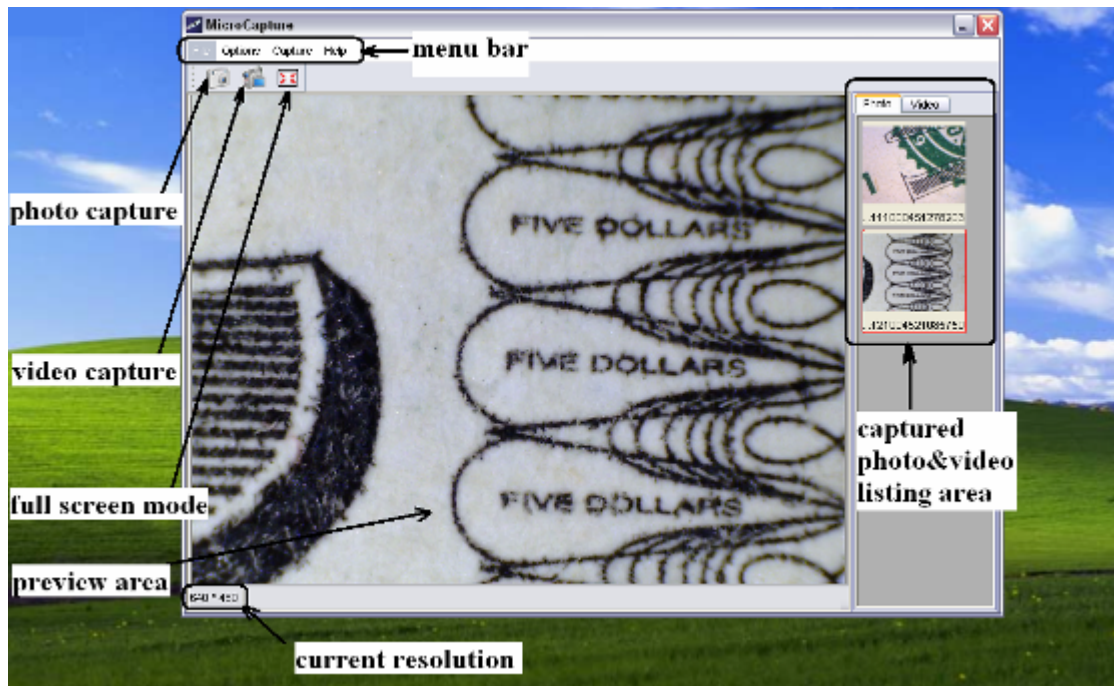 MicroCapture
Options Capture Help
menu bar
Photo Video
photo capture
FIVE DOLLARS
video capture
FIVE DOLLARS
captured
photo&video
listing area
full screen mode
FIVE DOLLARS
preview area
640 * 480
current resolution